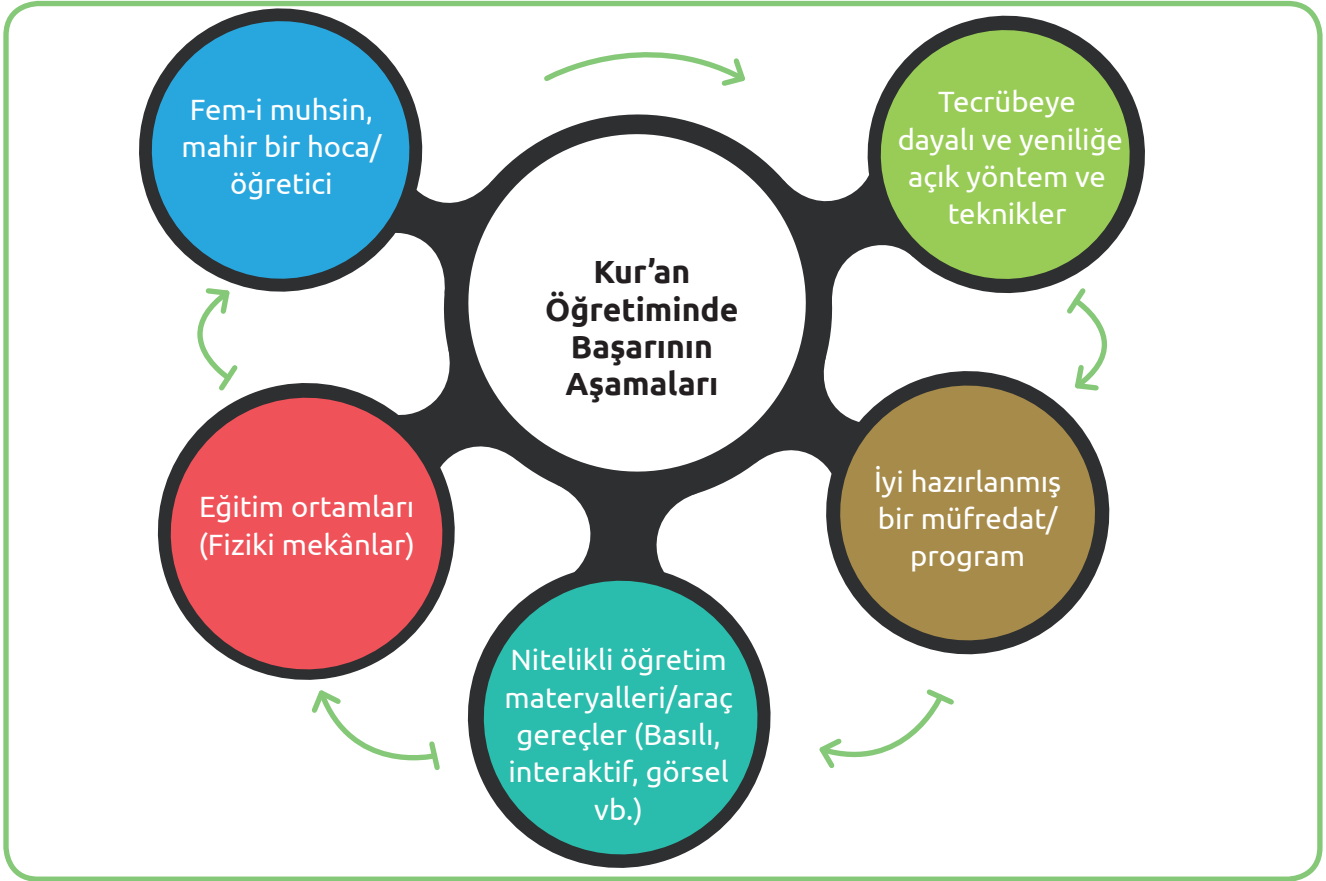 Kur’an
Öğretiminde
Başarının
Aşamaları
Fem-i muhsin,
mahir bir hoca/
öğretici
Tecrübeye
dayalı ve yeniliğe
açık yöntem ve
teknikler
İyi hazırlanmış
bir müfredat/
program
Nitelikli öğretim
materyalleri/araç
gereçler (Basılı,
interaktif, görsel
vb.)
Eğitim ortamları
(Fiziki mekânlar)